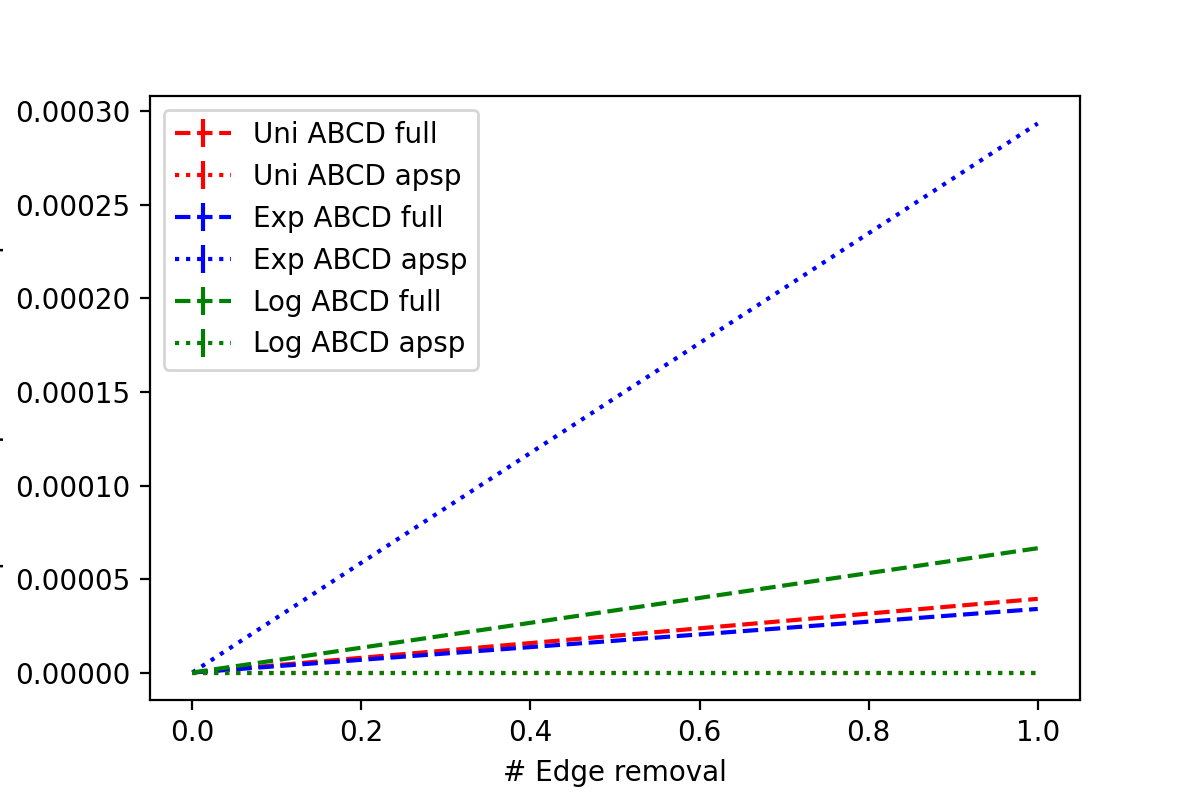 0.00030
0.00025
0.00020
0.00015
0.00010
0.00005
0.00000
Uni ABCD full
Uni ABCD apsp
Exp ABCD full
Exp ABCD apsp
Log ABCD full
Log ABCD apsp
0.0 0.2 0.4 0.6 0.8 1.0
# Edge removal